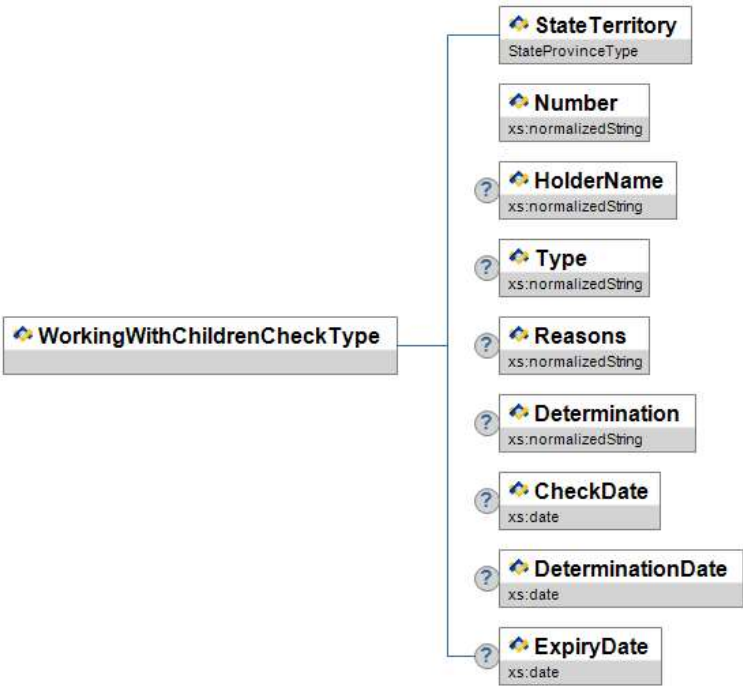 StateTerritory
StateProvinceType
Number
xs:normalizedString
?
HolderName
xs:normalizedString
?
Type
xs:normalizedString
WorkingWithChildrenCheckType
?
Reasons
xs:normalizedString
?
Determination
xs:normalizedString
?
CheckDate
xs:date
?
DeterminationDate
xs:date
?
ExpiryDate
xs:date